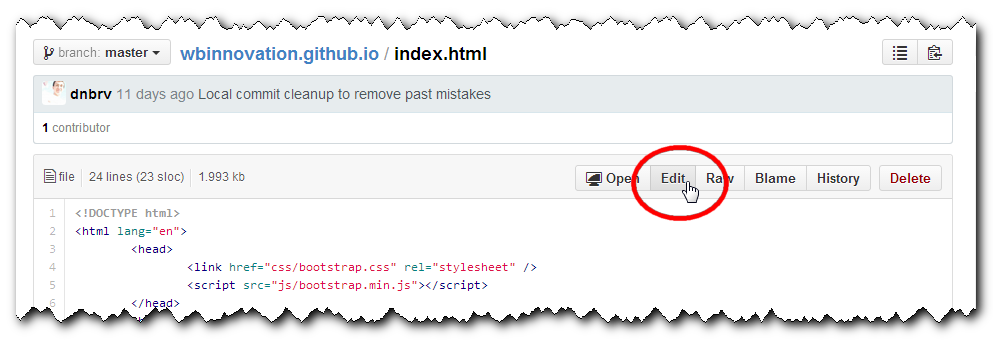 branch: master wbinnovation.github.io / index.html
dnbrv 11 days ago Local commit cleanup to remove past mistakes
1 contributor
file 24 lines (23 sloc) 1.993 kb Open Edit Raw Blame History Delete
1 <!DOCTYPE html>
2 <html lang="en">
3 <head>
4 <link href="css/bootstrap.css" rel="stylesheet" />
5 <script src="js/bootstrap.min.js"></script>
6 </head>